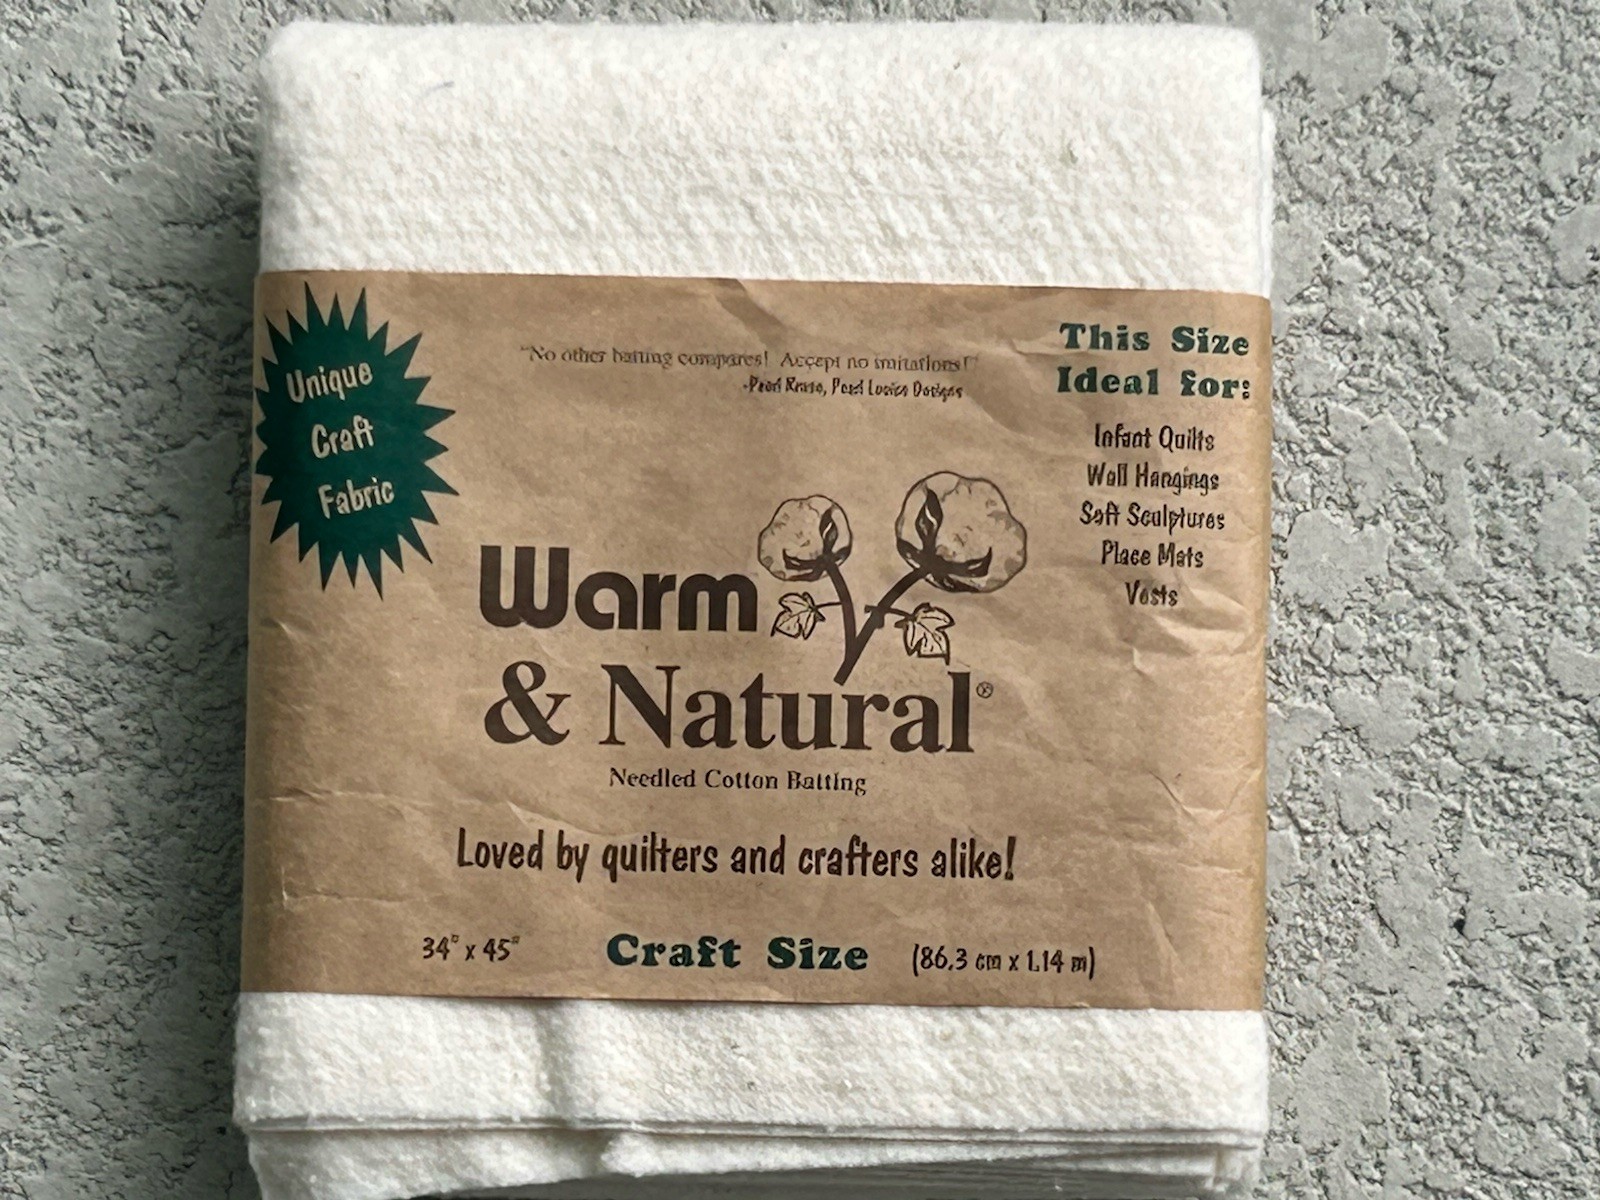 Unique
Craft
Fabric
"No other batting compares! Accept no imitations!"
This Size
Ideal for:
Infant Quilts
Wall Hangings
Soft Sculptures
Place Mats
Vests
Warm
& Natural®
Needled Cotton Batting
Loved by quilters and crafters alike!
34" x 45"
Craft Size
(86.3 cm x 1.14 m)